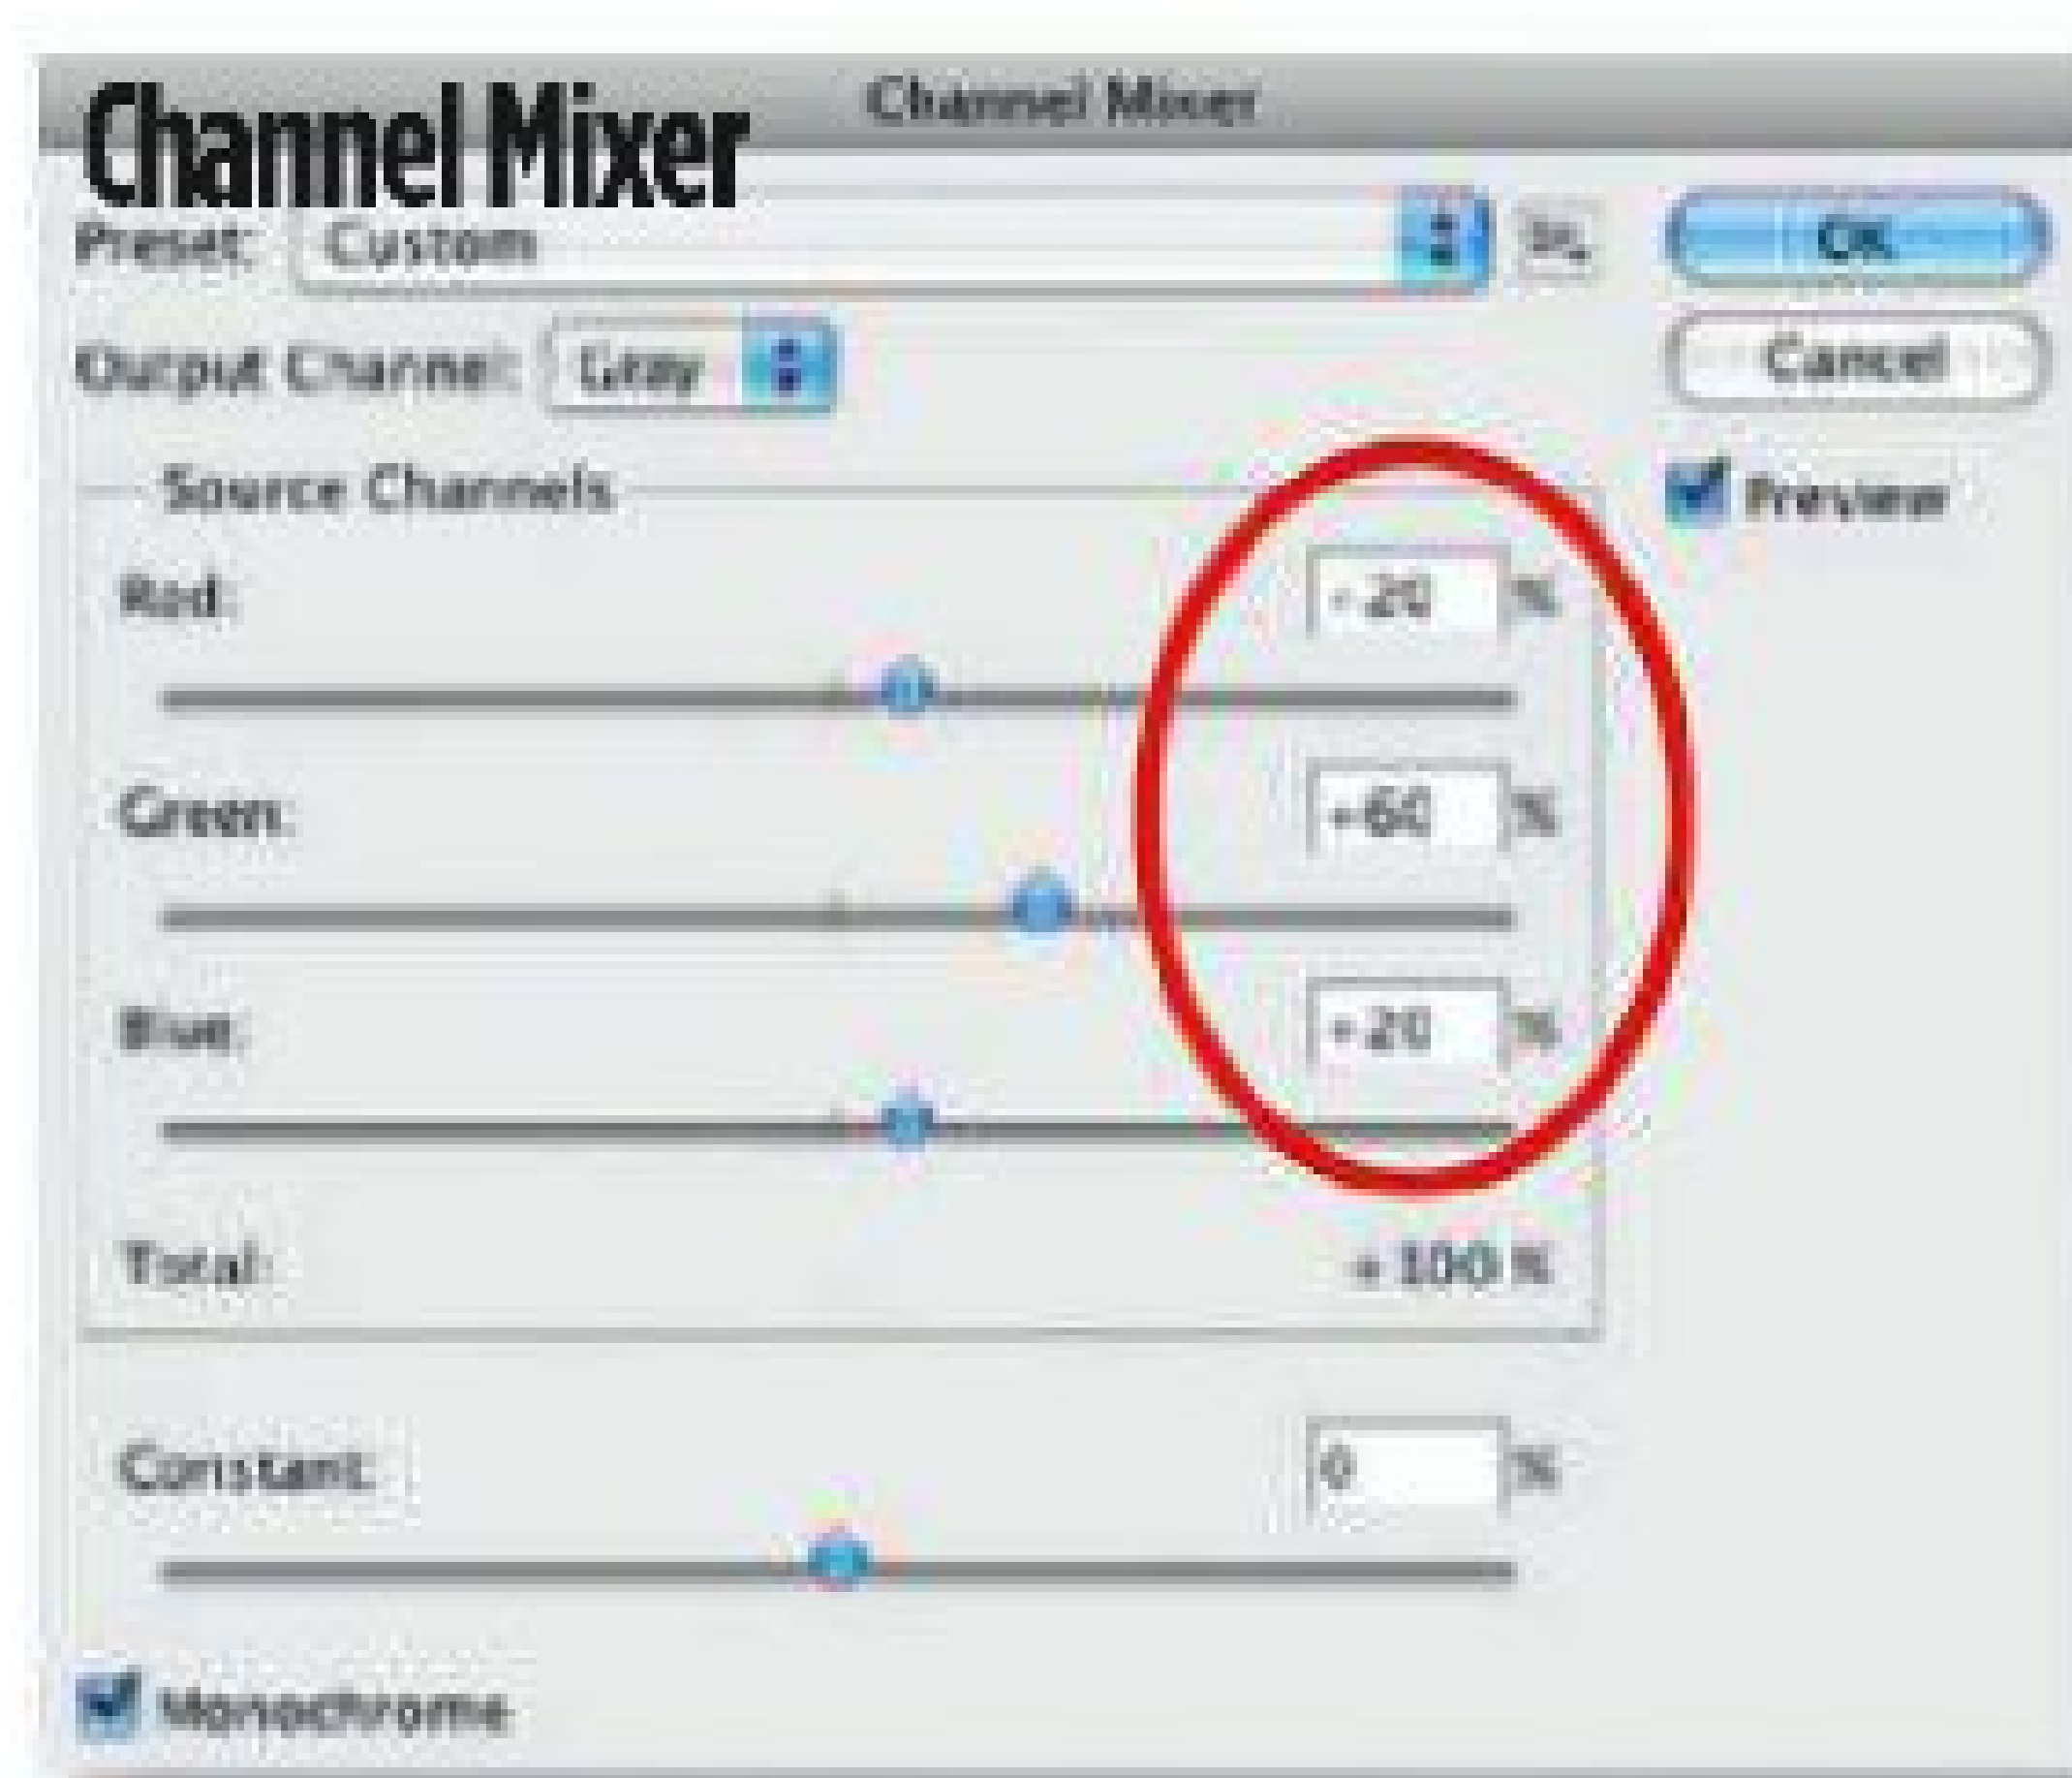 Channel Mixer
Channel Mixer
Preset: Custom
OK
Output Channel: Gray
Cancel
Source Channels
Preview
Red: +20 %
Green: +60 %
Blue: +20 %
Total: +100 %
Constant: 0 %
Monochrome